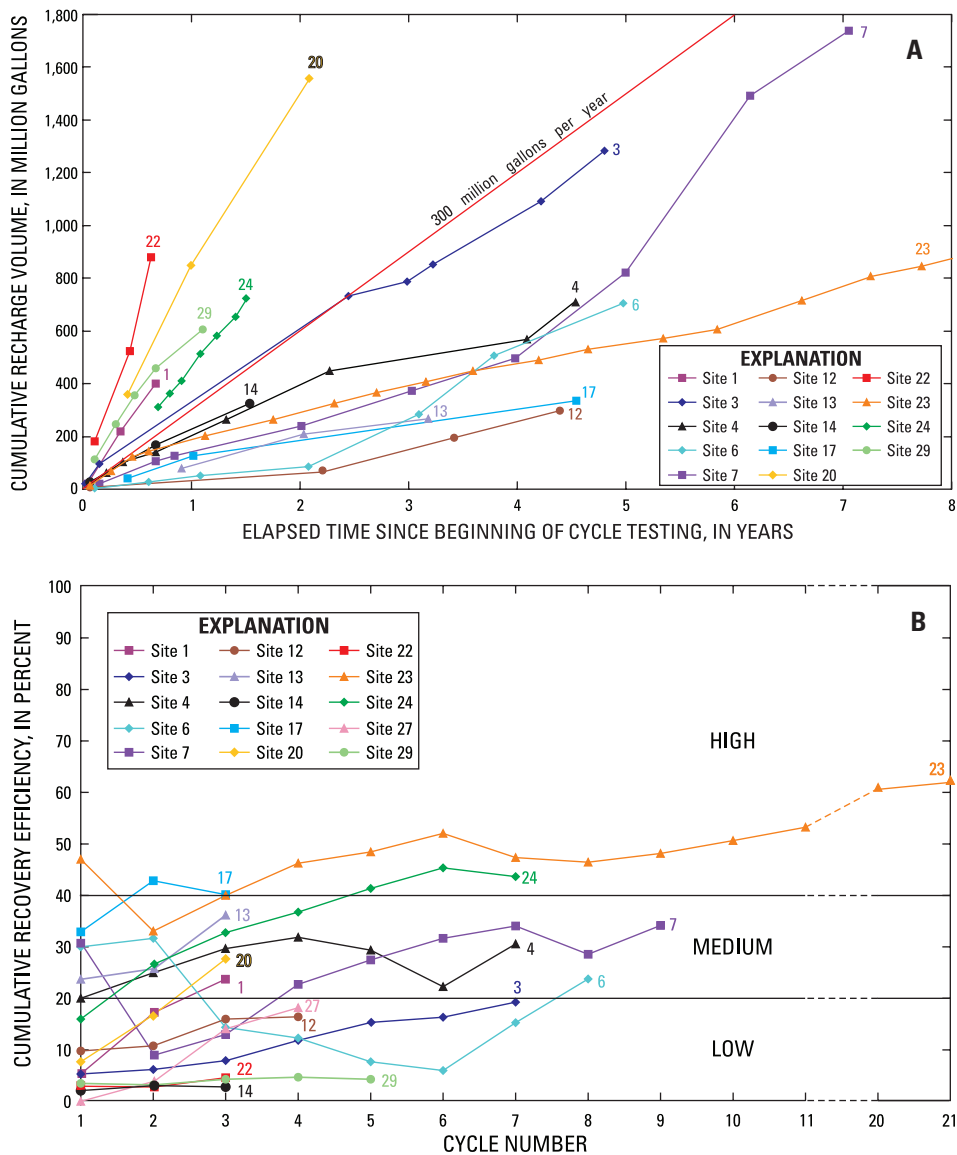 A
CUMULATIVE RECHARGE VOLUME, IN MILLION GALLONS
1,800
1,600
1,400
1,200
1,000
800
600
400
200
0
20
7
300 million gallons per year
3
22
24
23
29
4
6
1
14
17
13
12
EXPLANATION
Site 1
Site 12
Site 22
Site 3
Site 13
Site 23
Site 4
Site 14
Site 24
Site 6
Site 17
Site 29
Site 7
Site 20
0 1 2 3 4 5 6 7 8
ELAPSED TIME SINCE BEGINNING OF CYCLE TESTING, IN YEARS
B
CUMULATIVE RECOVERY EFFICIENCY, IN PERCENT
100
90
80
70
60
50
40
30
20
10
0
EXPLANATION
Site 1
Site 12
Site 22
Site 3
Site 13
Site 23
Site 4
Site 14
Site 24
Site 6
Site 17
Site 27
Site 7
Site 20
Site 29
HIGH
23
17
24
13
MEDIUM
7
4
20
1
6
3
27
12
LOW
22
29
14
1 2 3 4 5 6 7 8 9 10 11 20 21
CYCLE NUMBER